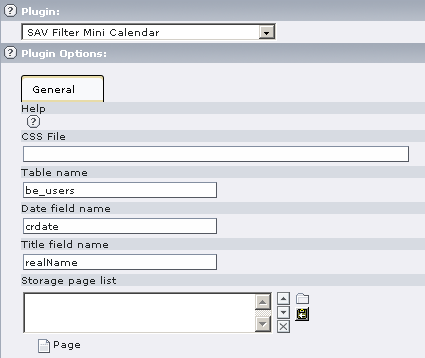 Plugin:
SAV Filter Mini Calendar
Plugin Options:
General
Help
CSS File
Table name
be_users
Date field name
crdate
Title field name
realName
Storage page list
Page